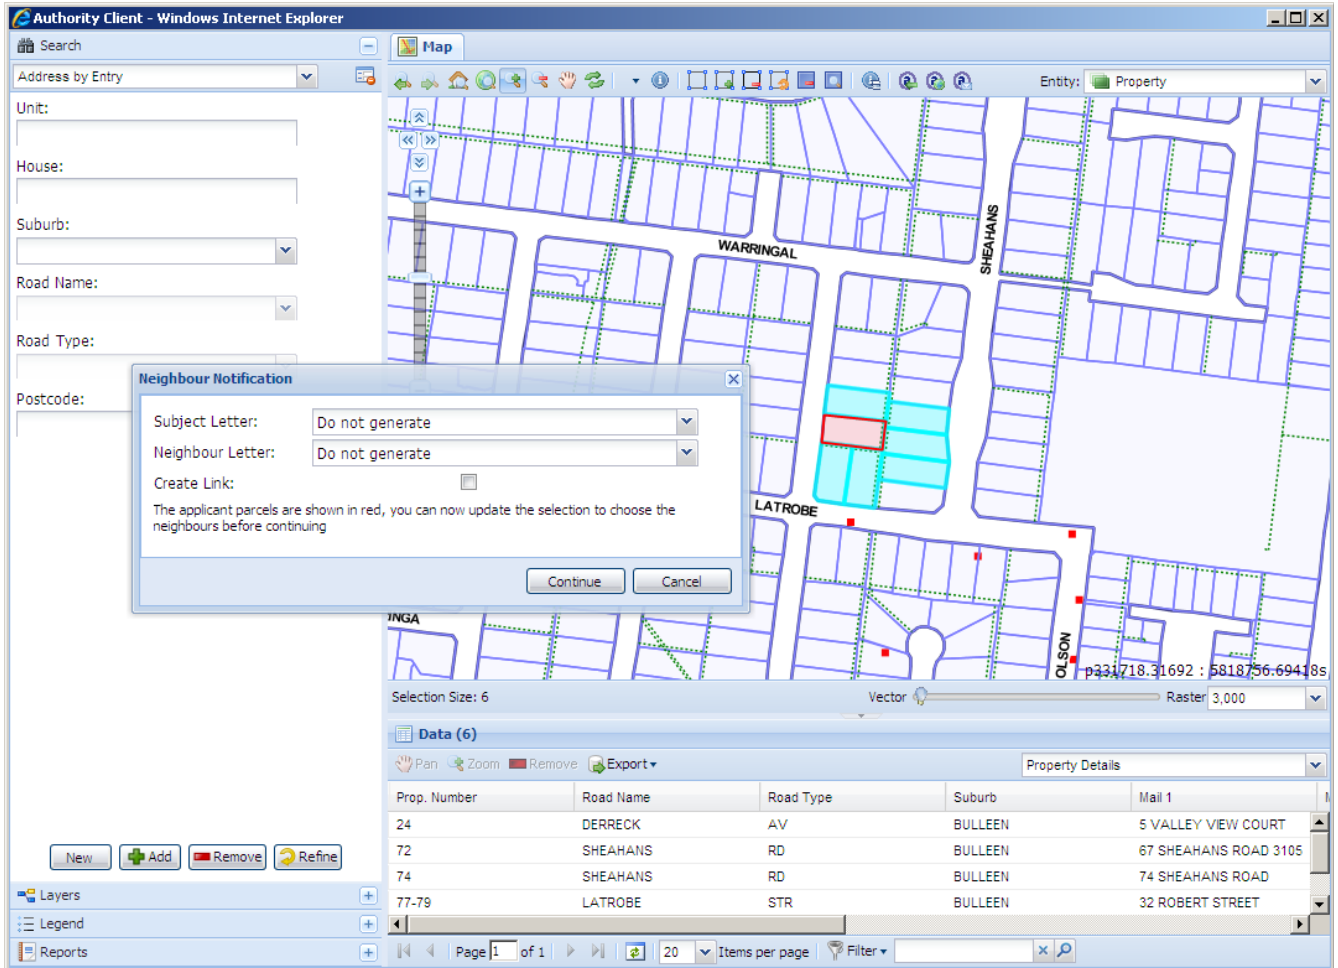 Authority Client - Windows Internet Explorer
Search
Map
Address by Entry
Entity: Property
Unit:
House:
Suburb:
Road Name:
Road Type:
Postcode:
WARRINGAL
SHEAHANS
LATROBE
OLSON
INGA
p331718.31692 : 5818756.69418s
Neighbour Notification
Subject Letter: Do not generate
Neighbour Letter: Do not generate
Create Link:
The applicant parcels are shown in red, you can now update the selection to choose the
neighbours before continuing
Continue Cancel
Selection Size: 6 Vector Raster 3,000
Data (6)
Pan Zoom Remove Export Property Details
Prop. Number Road Name Road Type Suburb Mail 1
24 DERRECK AV BULLEEN 5 VALLEY VIEW COURT
72 SHEAHANS RD BULLEEN 67 SHEAHANS ROAD 3105
74 SHEAHANS RD BULLEEN 74 SHEAHANS ROAD
77-79 LATROBE STR BULLEEN 32 ROBERT STREET
Page 1 of 1 20 Items per page Filter
New Add Remove Refine
Layers
Legend
Reports